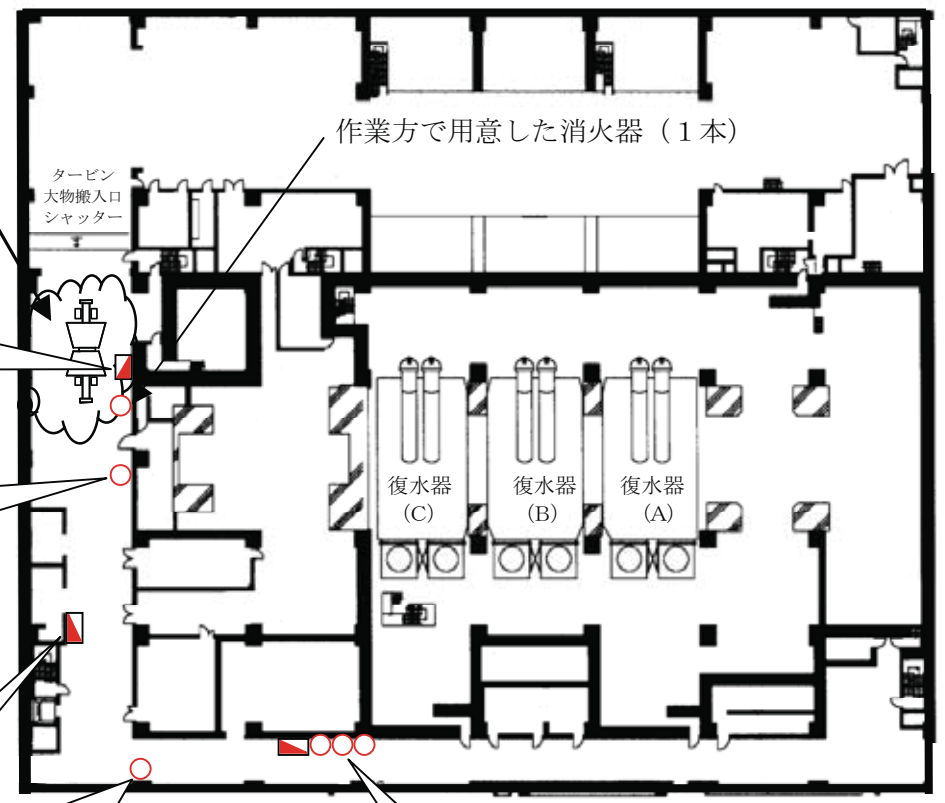 作業方で用意した消火器（１本）
タービン
大物搬入口
シャッター
復水器
（C）
復水器
（B）
復水器
（A）